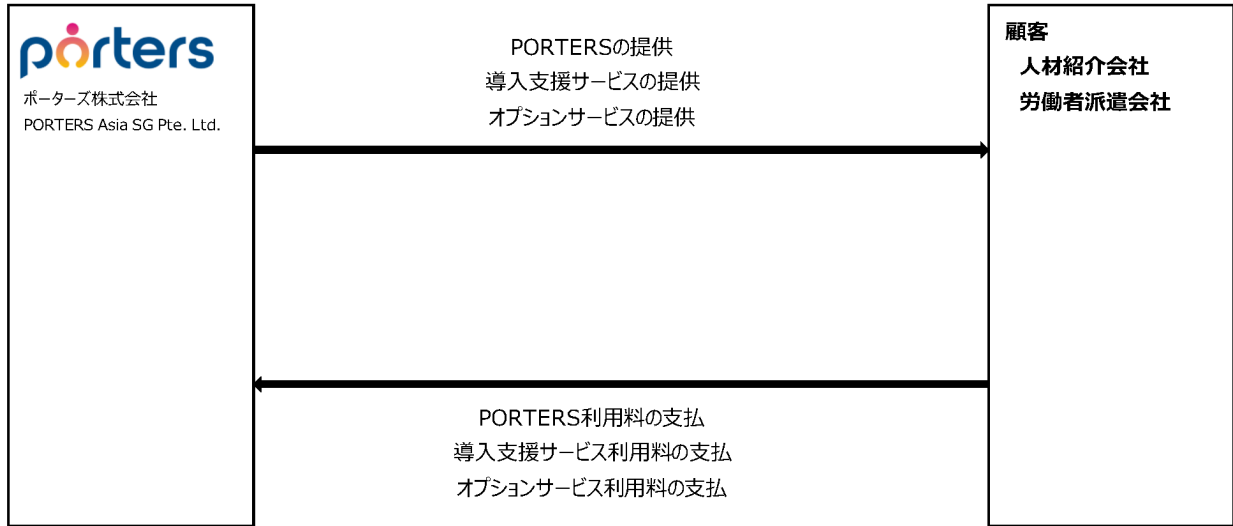 porters
ポーターズ株式会社
PORTERS Asia SG Pte. Ltd.
PORTERSの提供
導入支援サービスの提供
オプションサービスの提供
顧客
人材紹介会社
労働者派遣会社
PORTERS利用料の支払
導入支援サービス利用料の支払
オプションサービス利用料の支払